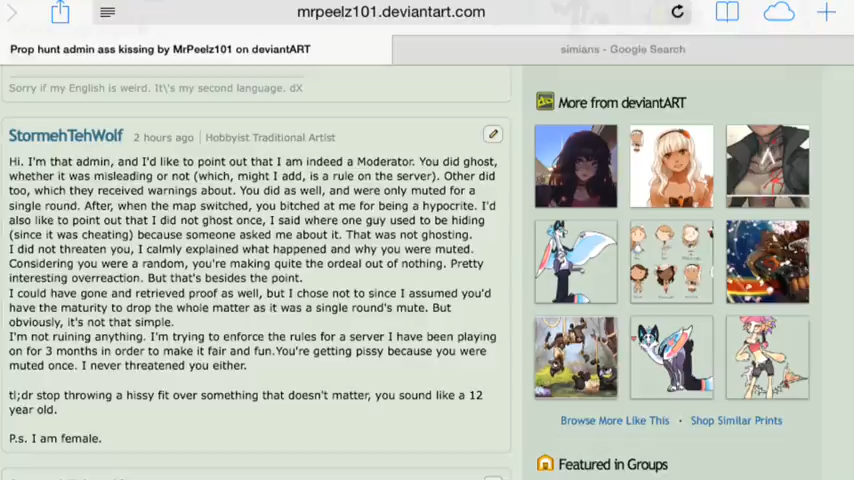 mrpeelz101.deviantart.com
Prop hunt admin ass kissing by MrPeelz101 on deviantART
simians - Google Search
Sorry if my English is weird. It\'s my second language. dX
StormehTehWolf 2 hours ago | Hobbyist Traditional Artist
Hi. I'm that admin, and I'd like to point out that I am indeed a Moderator. You did ghost,
whether it was misleading or not (which, might I add, is a rule on the server). Other did
too, which they received warnings about. You did as well, and were only muted for a
single round. After, when the map switched, you bitched at me for being a hypocrite. I'd
also like to point out that I did not ghost once, I said where one guy used to be hiding
(since it was cheating) because someone asked me about it. That was not ghosting.
I did not threaten you, I calmly explained what happened and why you were muted.
Considering you were a random, you're making quite the ordeal out of nothing. Pretty
interesting overreaction. But that's besides the point.
I could have gone and retrieved proof as well, but I chose not to since I assumed you'd
have the maturity to drop the whole matter as it was a single round's mute. But
obviously, it's not that simple.
I'm not ruining anything. I'm trying to enforce the rules for a server I have been playing
on for 3 months in order to make it fair and fun.You're getting pissy because you were
muted once. I never threatened you either.
tl;dr stop throwing a hissy fit over something that doesn't matter, you sound like a 12
year old.
P.s. I am female.
More from deviantART
Browse More Like This · Shop Similar Prints
Featured in Groups